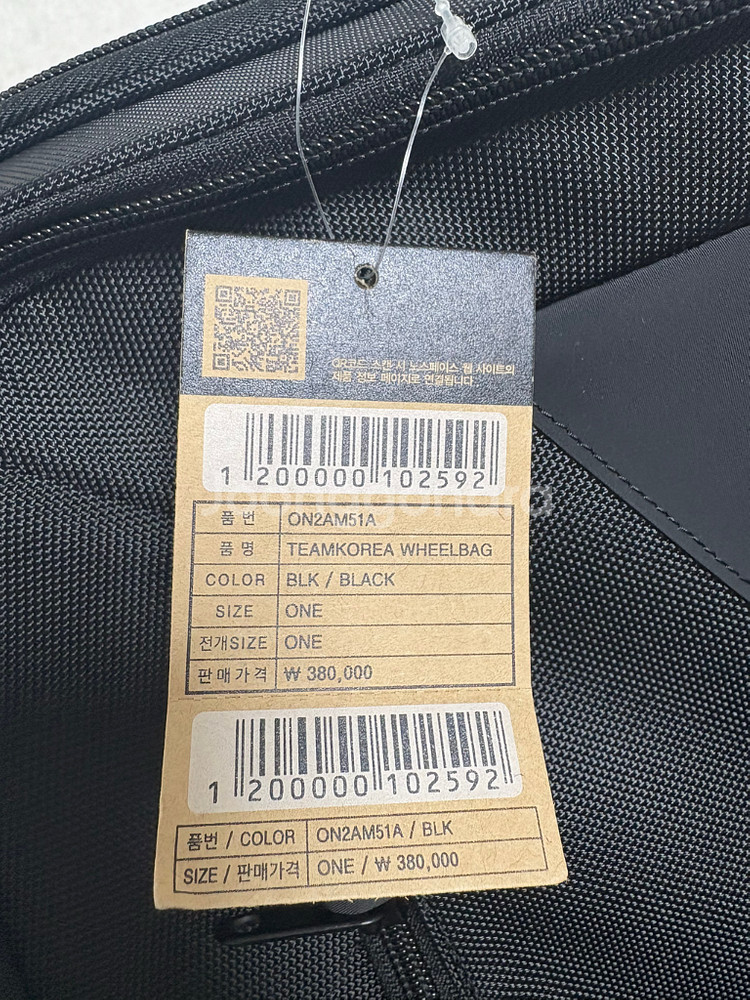 QR코드 스캔 시 노스페이스 웹 사이트의
제품 정보 페이지로 연결됩니다.
1 200000 102592
joonggonara
품 번 ON2AM51A
품 명 TEAMKOREA WHEELBAG
COLOR BLK / BLACK
SIZE ONE
전개SIZE ONE
판매가격 ₩ 380,000
1 200000 102592
품번 / COLOR ON2AM51A / BLK
SIZE / 판매가격 ONE / ₩ 380,000